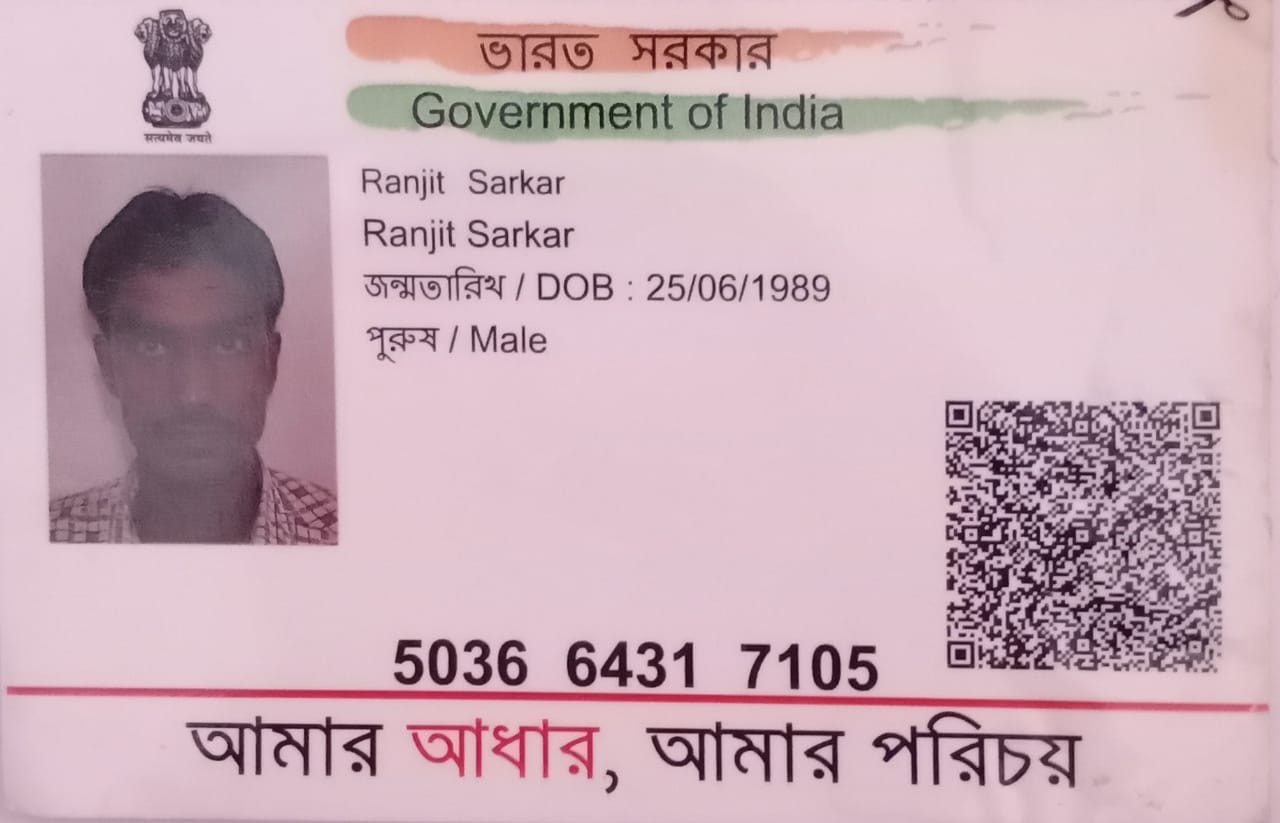 ভারত সরকার
Government of India
सत्यमेव जयते
Ranjit Sarkar
Ranjit Sarkar
জন্মতারিখ / DOB : 25/06/1989
পুরুষ / Male
5036 6431 7105
আমার আধার, আমার পরিচয়